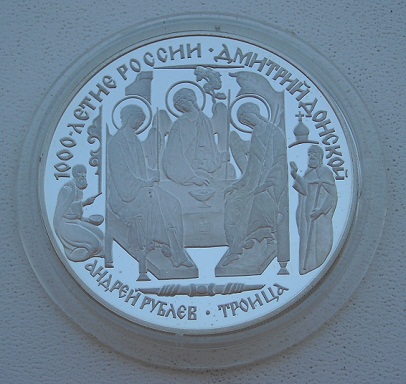 1000-ЛЕТИЕ РОССИИ · ДМИТРИЙ ДОНСКОЙ
АНДРЕЙ РУБЛЕВ · ТРОИЦА